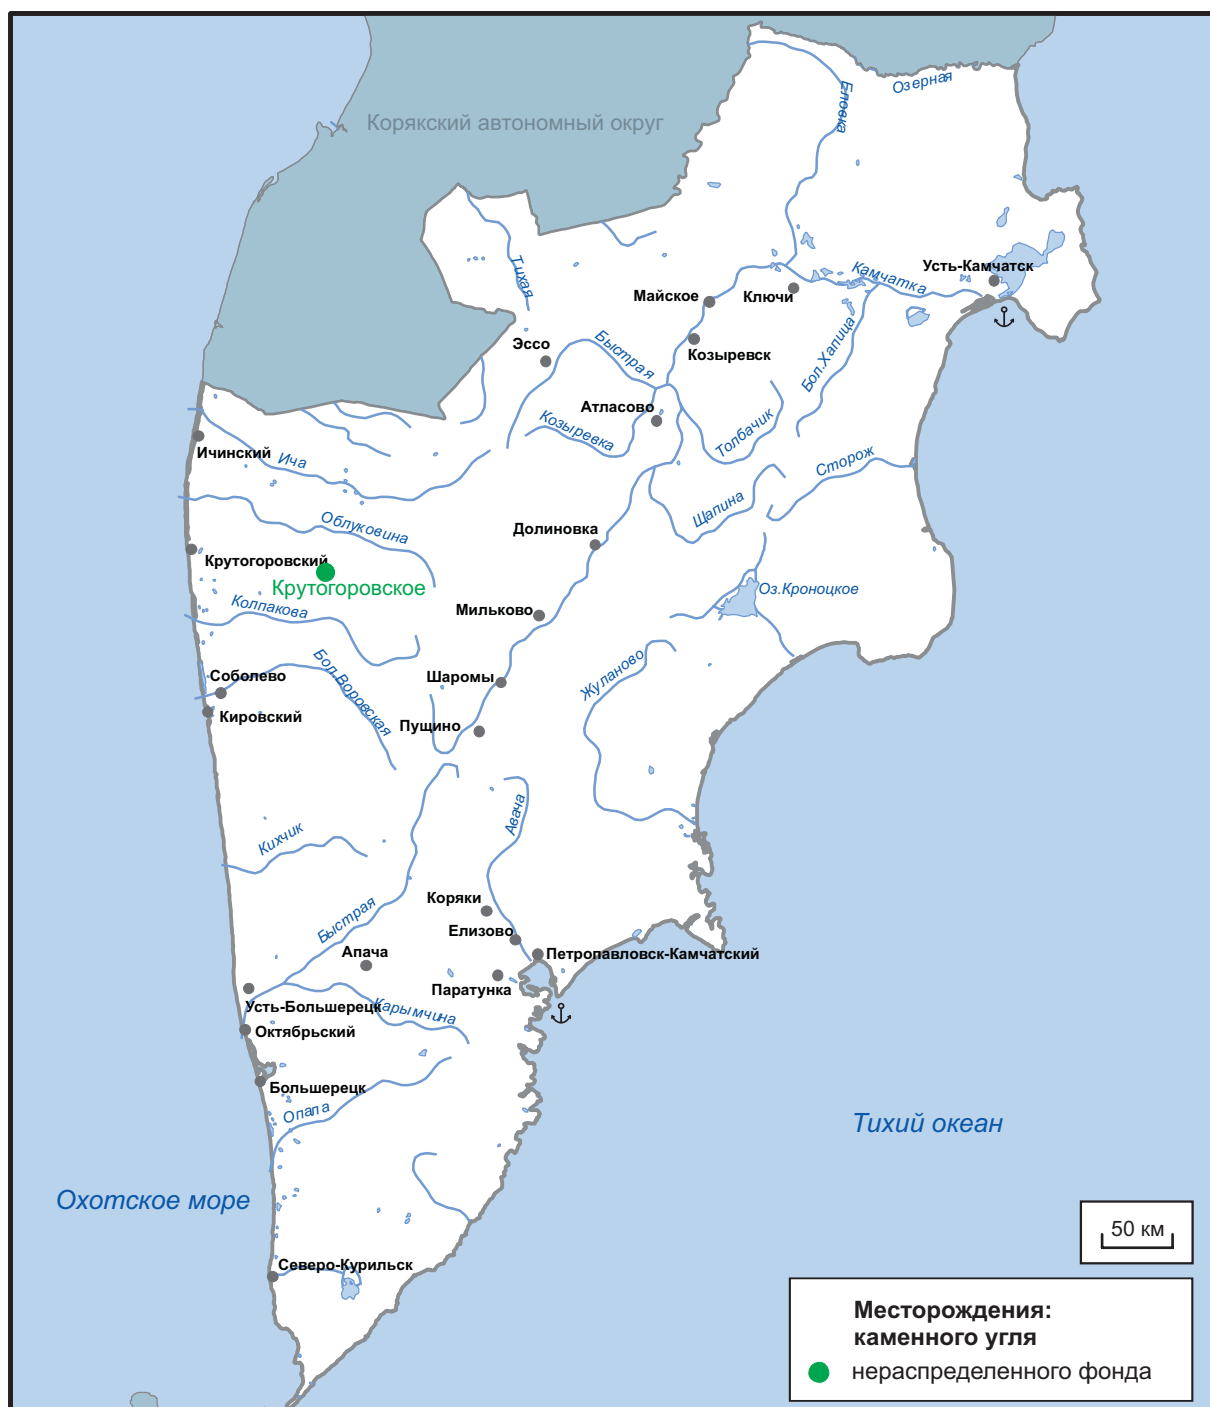 Озерная
Еловка
Корякский автономный округ
Тихая
Усть-Камчатск
Камчатка
Майское
Ключи
Эссо
Быстрая
Козыревск
Бол.Хапица
Атласово
Козыревка
Толбачик
Ичинский
Ича
Сторож
Щапина
Облуковина
Долиновка
Крутогоровский
Крутогоровское
Оз.Кроноцкое
Колпакова
Мильково
Бол.Воровская
Жупаново
Соболево
Шаромы
Кировский
Пущино
Авача
Кихчик
Коряки
Быстрая
Елизово
Апача
Петропавловск-Камчатский
Паратунка
Усть-Большерецк
Карымчина
Октябрьский
Большерецк
Опала
Тихий океан
Охотское море
50 км
Северо-Курильск
Месторождения:
каменного угля
нераспределенного фонда